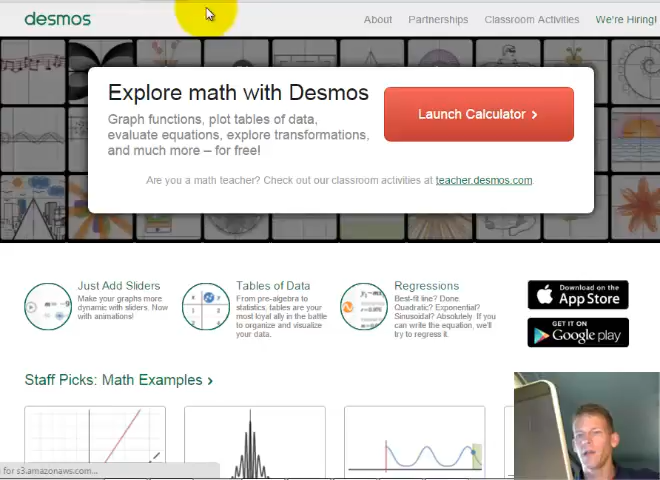 desmos
About Partnerships Classroom Activities We're Hiring!
Explore math with Desmos
Graph functions, plot tables of data,
evaluate equations, explore transformations,
and much more – for free!
Launch Calculator
Are you a math teacher? Check out our classroom activities at teacher.desmos.com.
Just Add Sliders
Make your graphs more
dynamic with sliders. Now
with animations!
Tables of Data
From pre-algebra to
statistics, tables are your
most loyal ally in the battle
to organize and visualize
your data.
Regressions
Best-fit line? Done.
Quadratic? Exponential?
Sinusoidal? Absolutely. If you
can write the equation, we'll
try to regress it.
Download on the
App Store
GET IT ON
Google play
Staff Picks: Math Examples
for s3.amazonaws.com...